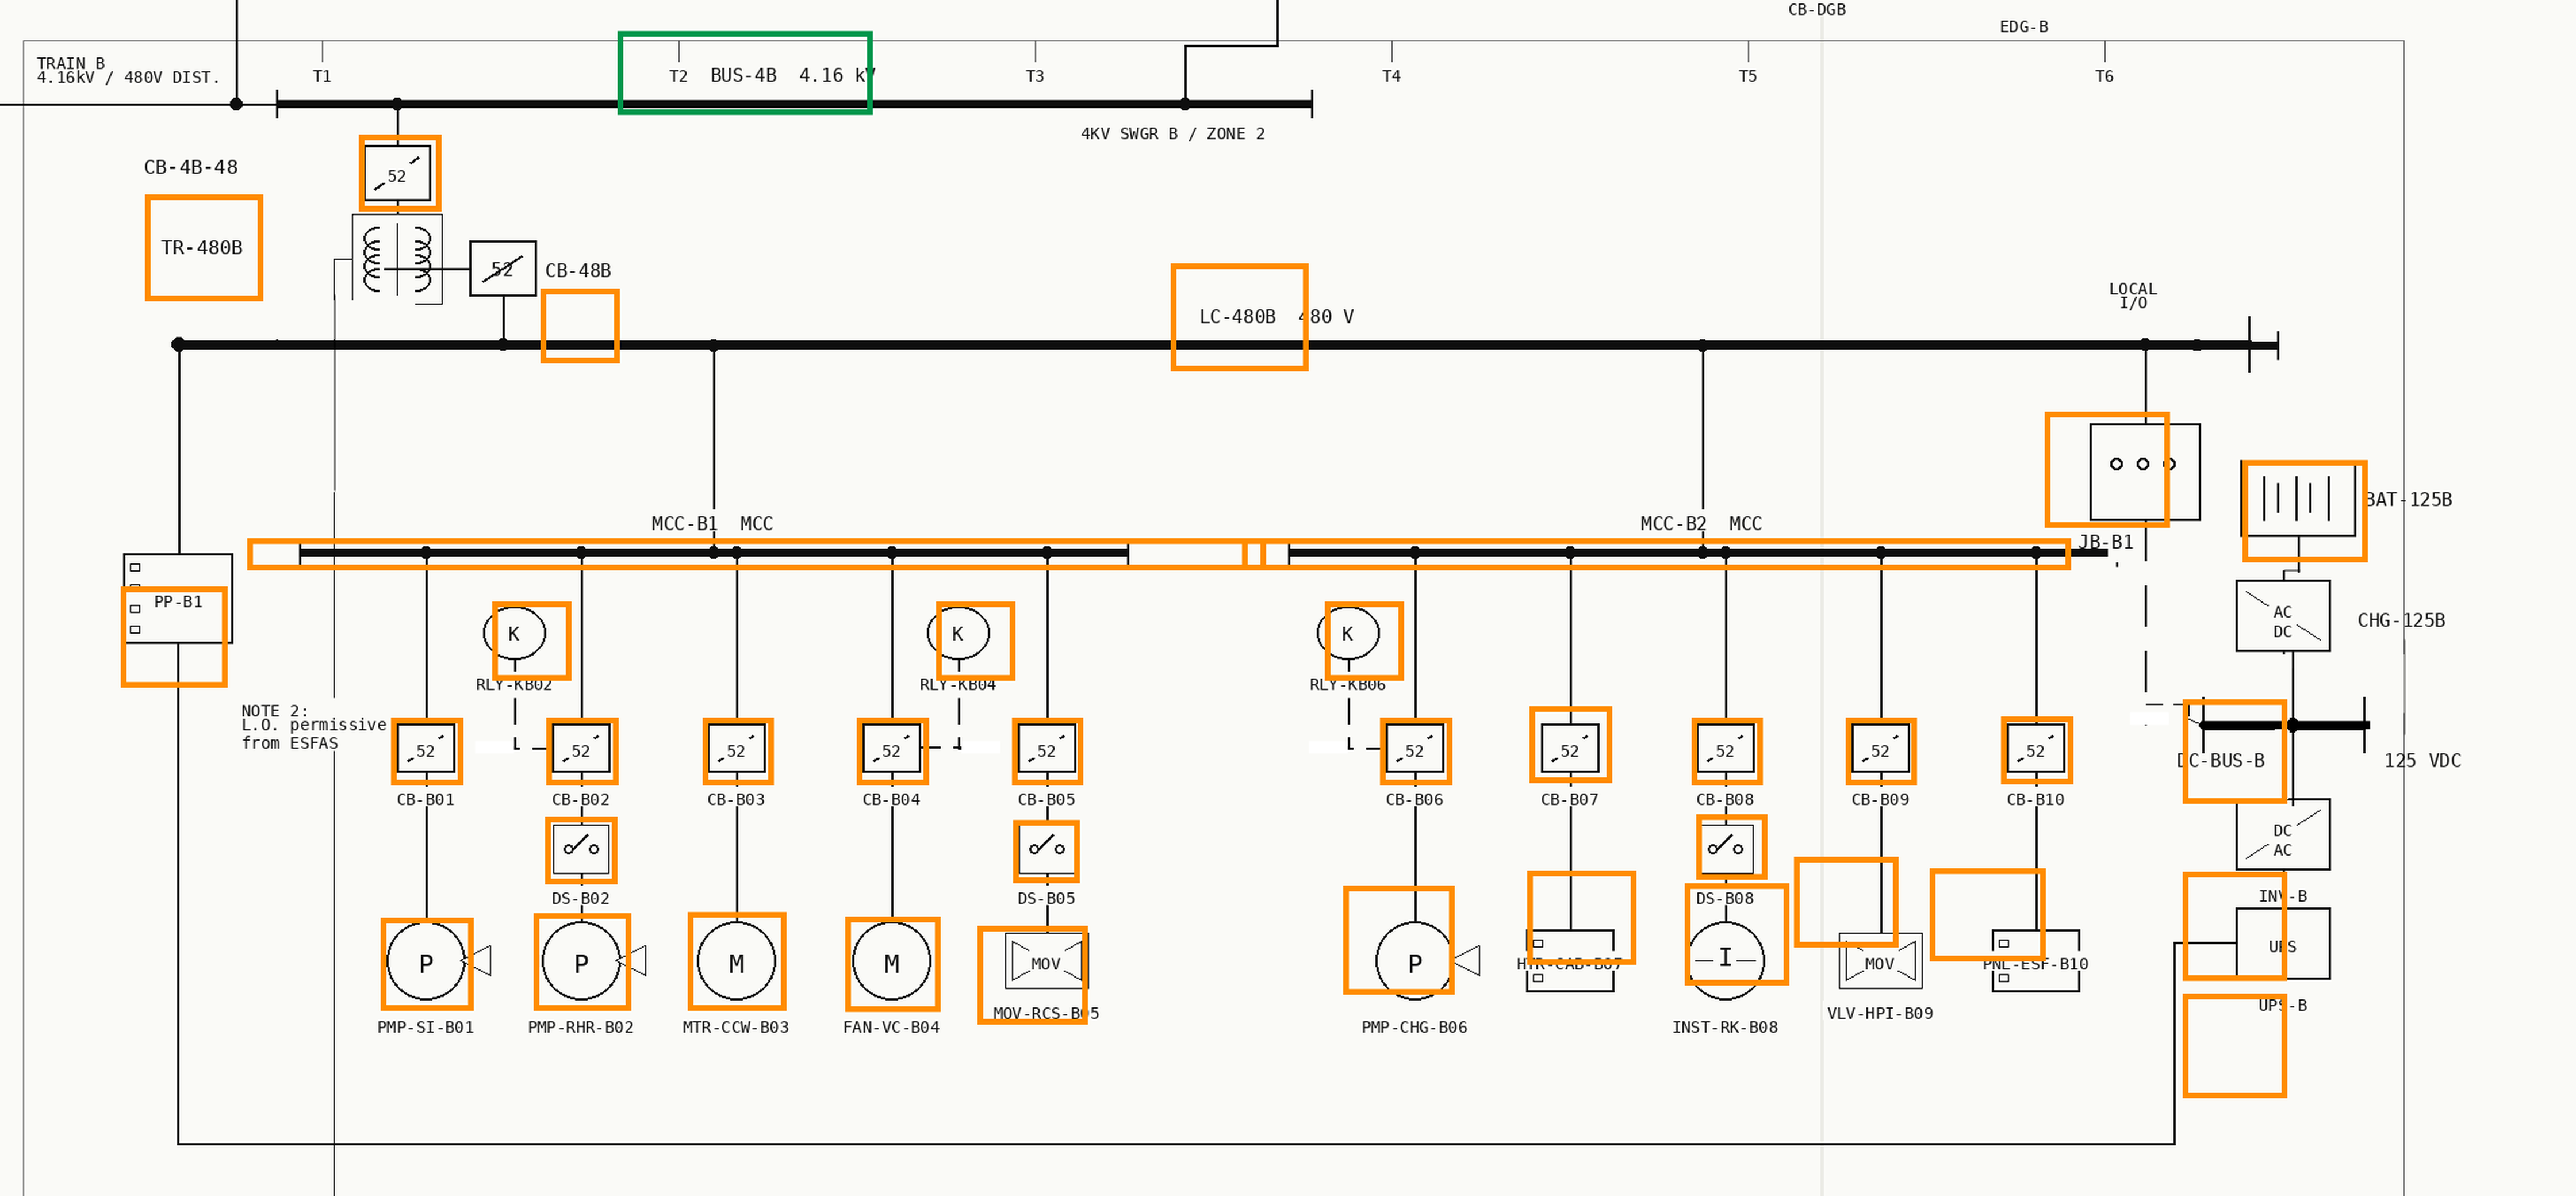 CB-DGB
EDG-B
TRAIN B
4.16kV / 480V DIST.
T1
T2
BUS-4B 4.16 kV
T3
T4
T5
T6
4KV SWGR B / ZONE 2
CB-4B-48
52
TR-480B
52
CB-48B
LC-480B 480 V
LOCAL
I/O
BAT-125B
MCC-B1 MCC
MCC-B2 MCC
JB-B1
PP-B1
K
K
K
AC
DC
CHG-125B
RLY-KB02
RLY-KB04
RLY-KB06
NOTE 2:
L.O. permissive
from ESFAS
52
52
52
52
52
52
52
52
52
52
DC-BUS-B
125 VDC
CB-B01
CB-B02
CB-B03
CB-B04
CB-B05
CB-B06
CB-B07
CB-B08
CB-B09
CB-B10
DC
AC
DS-B02
DS-B05
DS-B08
INV-B
UPS
P
P
M
M
MOV
P
HTR-CAB-B07
I
MOV
PNL-ESF-B10
UPS-B
PMP-SI-B01
PMP-RHR-B02
MTR-CCW-B03
FAN-VC-B04
MOV-RCS-B05
PMP-CHG-B06
INST-RK-B08
VLV-HPI-B09